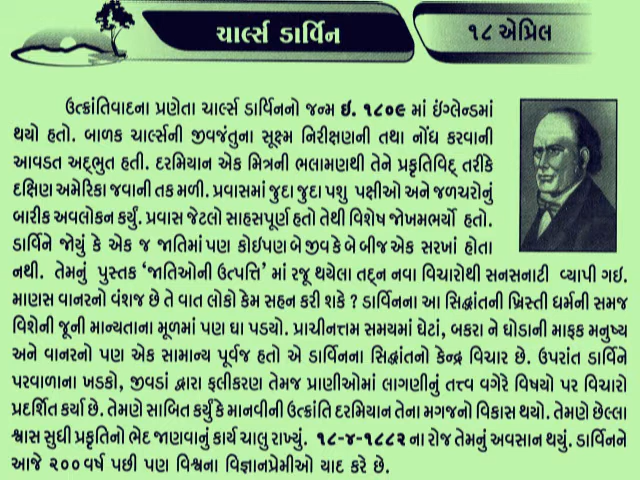 ચાર્લ્સ ડાર્વિન
૧૮ એપ્રિલ
ઉત્ક્રાંતિવાદના પ્રણેતા ચાર્લ્સ ડાર્વિનનો જન્મ ઇ. ૧૮૦૯ માં ઇંગ્લેન્ડમાં
થયો હતો. બાળક ચાર્લ્સની જીવજંતુના સૂક્ષ્મ નિરીક્ષણની તથા નોંધ કરવાની
આવડત અદ્ભુત હતી. દરમિયાન એક મિત્રની ભલામણથી તેને પ્રકૃતિવિદ્ તરીકે
દક્ષિણ અમેરિકા જવાની તક મળી. પ્રવાસમાં જુદા જુદા પશુ પક્ષીઓ અને જળચરોનું
બારીક અવલોકન કર્યું. પ્રવાસ જેટલો સાહસપૂર્ણ હતો તેથી વિશેષ જોખમભર્યો હતો.
ડાર્વિને જોયું કે એક જ જાતિમાં પણ કોઇપણ બે જીવ કે બે બીજ એક સરખાં હોતા
નથી. તેમનું પુસ્તક ‘જાતિઓની ઉત્પત્તિ’ માં રજૂ થયેલા તદ્દન નવા વિચારોથી સનસનાટી વ્યાપી ગઇ.
માણસ વાનરનો વંશજ છે તે વાત લોકો કેમ સહન કરી શકે ? ડાર્વિનના આ સિદ્ધાંતની ખ્રિસ્તી ધર્મની સમજ
વિશેની જૂની માન્યતાના મૂળમાં પણ ઘા પડયો. પ્રાચીનત્તમ સમયમાં ઘેટાં, બકરા ને ઘોડાની માફક મનુષ્ય
અને વાનરનો પણ એક સામાન્ય પૂર્વજ હતો એ ડાર્વિનના સિદ્ધાંતનો કેન્દ્ર વિચાર છે. ઉપરાંત ડાર્વિને
પરવાળાના ખડકો, જીવડાં દ્વારા ફલીકરણ તેમજ પ્રાણીઓમાં લાગણીનું તત્ત્વ વગેરે વિષયો પર વિચારો
પ્રદર્શિત કર્યા છે. તેમણે સાબિત કર્યું કે માનવીની ઉત્ક્રાંતિ દરમિયાન તેના મગજનો વિકાસ થયો. તેમણે છેલ્લા
શ્વાસ સુધી પ્રકૃતિનો ભેદ જાણવાનું કાર્ય ચાલુ રાખ્યું. ૧૮-૪-૧૮૮૨ ના રોજ તેમનું અવસાન થયું. ડાર્વિનને
આજે ૨૦૦ વર્ષ પછી પણ વિશ્વના વિજ્ઞાનપ્રેમીઓ યાદ કરે છે.